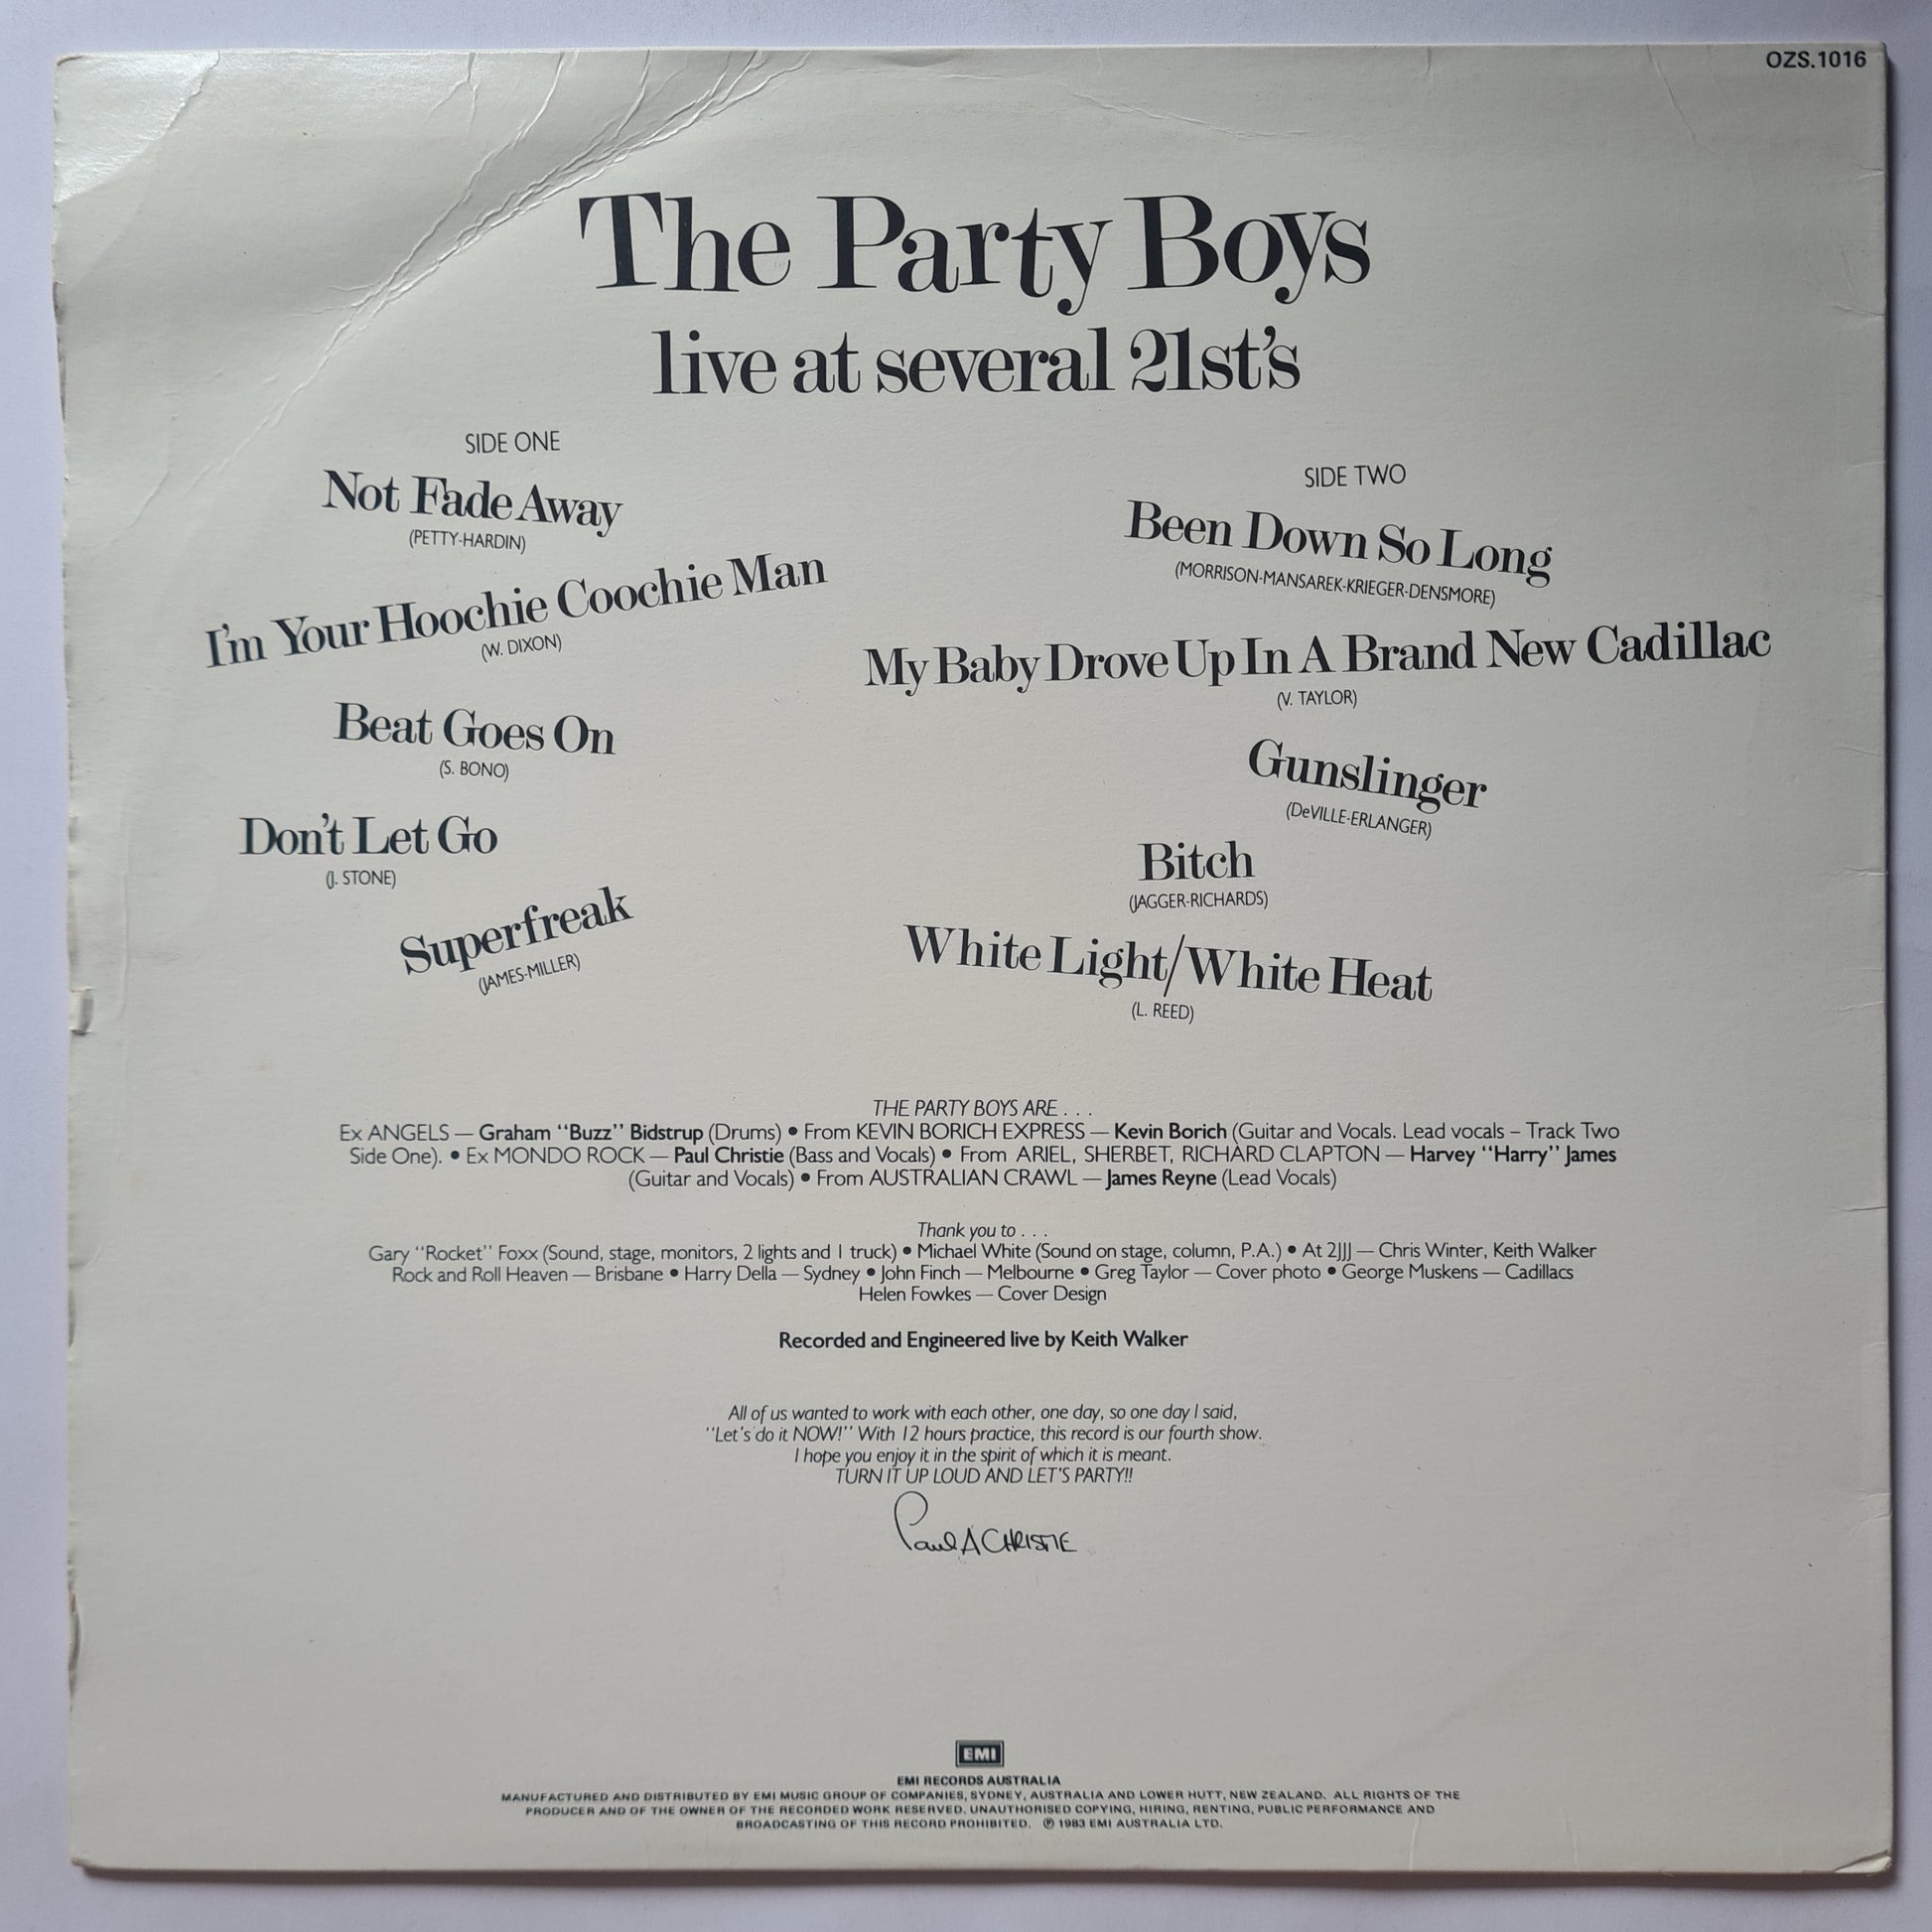 OZS.1016
The Party Boys
live at several 21st's
SIDE ONE
Not Fade Away
(PETTY-HARDIN)
I'm Your Hoochie Coochie Man
(W. DIXON)
Beat Goes On
(S. BONO)
Don't Let Go
(J. STONE)
Superfreak
(JAMES-MILLER)
SIDE TWO
Been Down So Long
(MORRISON-MANSAREK-KRIEGER-DENSMORE)
My Baby Drove Up In A Brand New Cadillac
(V. TAYLOR)
Gunslinger
(DeVILLE-ERLANGER)
Bitch
(JAGGER-RICHARDS)
White Light/White Heat
(L. REED)
THE PARTY BOYS ARE . . .
Ex ANGELS — Graham "Buzz" Bidstrup (Drums) • From KEVIN BORICH EXPRESS — Kevin Borich (Guitar and Vocals. Lead vocals – Track Two
Side One). • Ex MONDO ROCK — Paul Christie (Bass and Vocals) • From ARIEL, SHERBET, RICHARD CLAPTON — Harvey "Harry" James
(Guitar and Vocals) • From AUSTRALIAN CRAWL — James Reyne (Lead Vocals)
Thank you to . . .
Gary "Rocket" Foxx (Sound, stage, monitors, 2 lights and 1 truck) • Michael White (Sound on stage, column, P.A.) • At 2JJJ — Chris Winter, Keith Walker
Rock and Roll Heaven — Brisbane • Harry Della — Sydney • John Finch — Melbourne • Greg Taylor — Cover photo • George Muskens — Cadillacs
Helen Fowkes — Cover Design
Recorded and Engineered live by Keith Walker
All of us wanted to work with each other, one day, so one day I said,
"Let's do it NOW!" With 12 hours practice, this record is our fourth show.
I hope you enjoy it in the spirit of which it is meant.
TURN IT UP LOUD AND LET'S PARTY!!
Paul A CHRISTIE
EMI
EMI RECORDS AUSTRALIA
MANUFACTURED AND DISTRIBUTED BY EMI MUSIC GROUP OF COMPANIES, SYDNEY, AUSTRALIA AND LOWER HUTT, NEW ZEALAND. ALL RIGHTS OF THE
PRODUCER AND OF THE OWNER OF THE RECORDED WORK RESERVED. UNAUTHORISED COPYING, HIRING, RENTING, PUBLIC PERFORMANCE AND
BROADCASTING OF THIS RECORD PROHIBITED. ℗ 1983 EMI AUSTRALIA LTD.